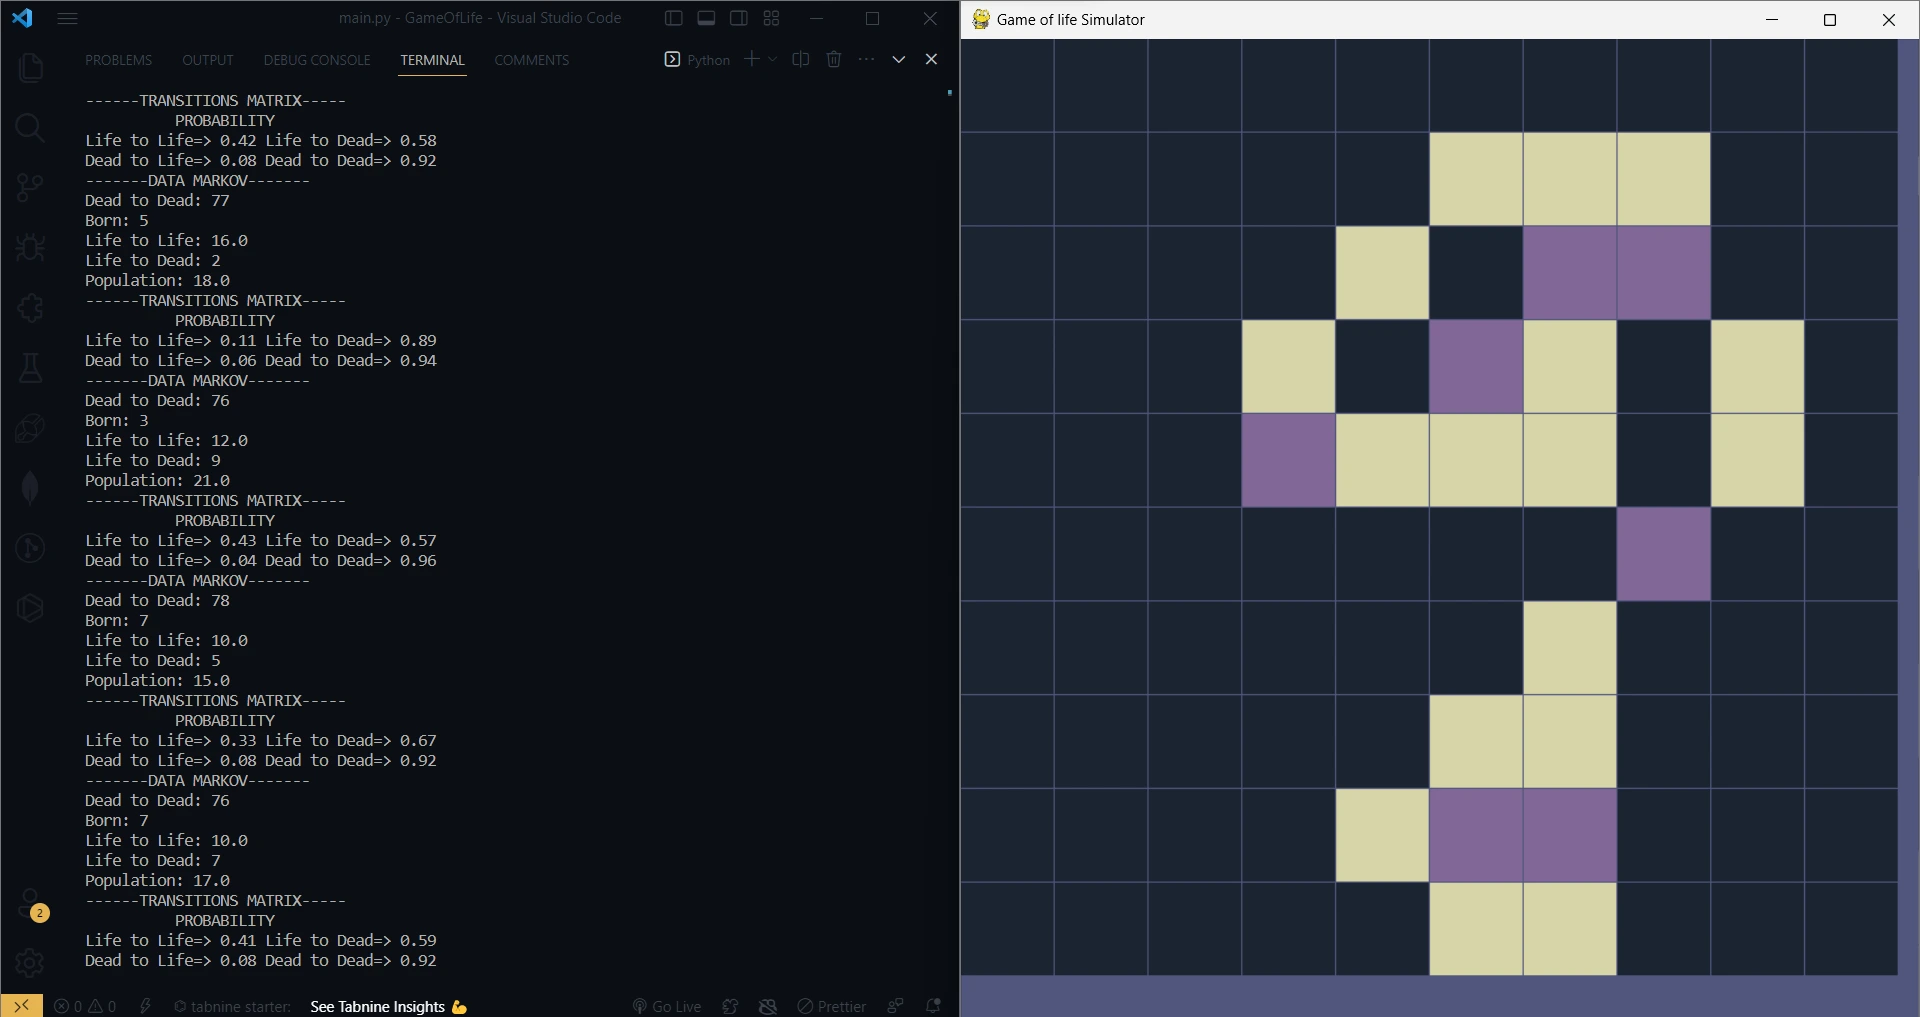 main.py - GameOfLife - Visual Studio Code
PROBLEMS OUTPUT DEBUG CONSOLE TERMINAL COMMENTS Python
------TRANSITIONS MATRIX-----
PROBABILITY
Life to Life=> 0.42 Life to Dead=> 0.58
Dead to Life=> 0.08 Dead to Dead=> 0.92
-------DATA MARKOV-------
Dead to Dead: 77
Born: 5
Life to Life: 16.0
Life to Dead: 2
Population: 18.0
------TRANSITIONS MATRIX-----
PROBABILITY
Life to Life=> 0.11 Life to Dead=> 0.89
Dead to Life=> 0.06 Dead to Dead=> 0.94
-------DATA MARKOV-------
Dead to Dead: 76
Born: 3
Life to Life: 12.0
Life to Dead: 9
Population: 21.0
------TRANSITIONS MATRIX-----
PROBABILITY
Life to Life=> 0.43 Life to Dead=> 0.57
Dead to Life=> 0.04 Dead to Dead=> 0.96
-------DATA MARKOV-------
Dead to Dead: 78
Born: 7
Life to Life: 10.0
Life to Dead: 5
Population: 15.0
------TRANSITIONS MATRIX-----
PROBABILITY
Life to Life=> 0.33 Life to Dead=> 0.67
Dead to Life=> 0.08 Dead to Dead=> 0.92
-------DATA MARKOV-------
Dead to Dead: 76
Born: 7
Life to Life: 10.0
Life to Dead: 7
Population: 17.0
------TRANSITIONS MATRIX-----
PROBABILITY
Life to Life=> 0.41 Life to Dead=> 0.59
Dead to Life=> 0.08 Dead to Dead=> 0.92
2
0 0 tabnine starter: See Tabnine Insights 💪 Go Live Prettier
Game of life Simulator